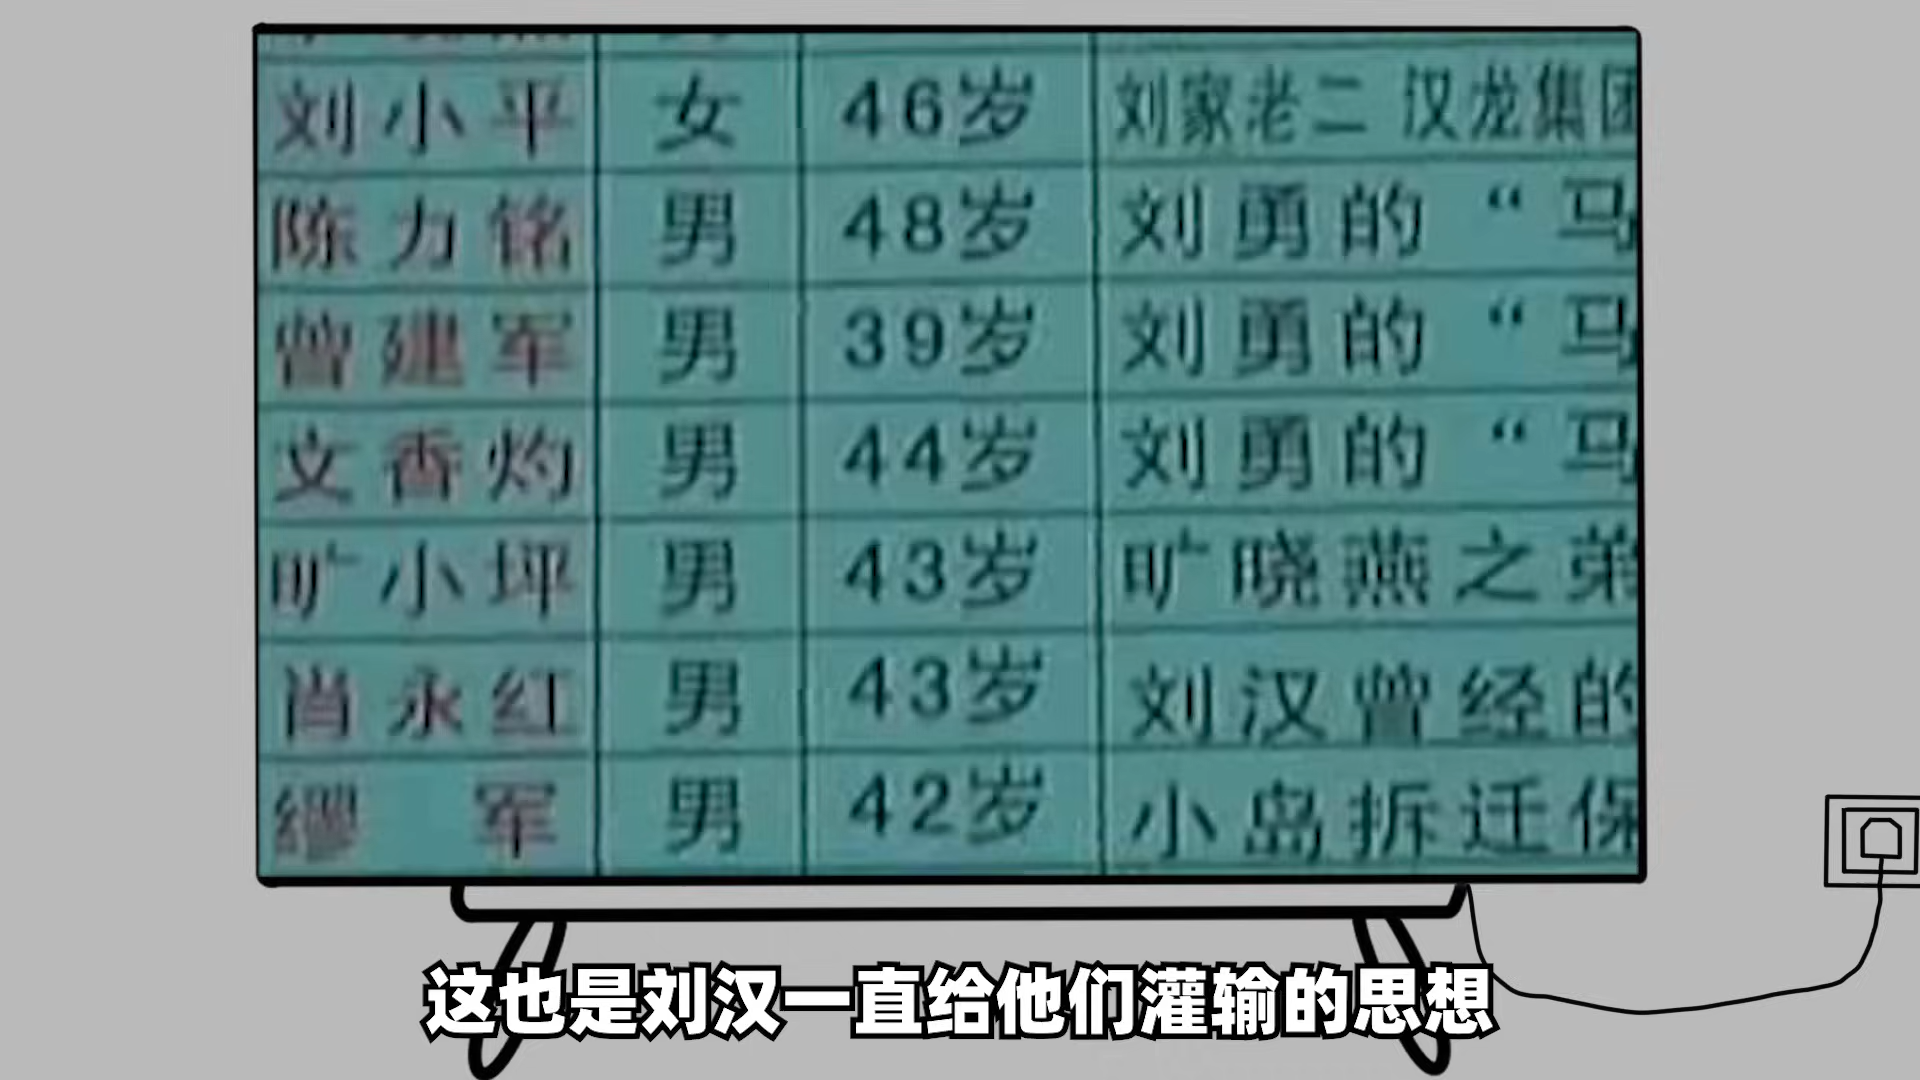 刘小平 女 46岁 刘家老二 汉龙集团
陈力铭 男 48岁 刘勇的“马
曾建军 男 39岁 刘勇的“马
文香灼 男 44岁 刘勇的“马
旷小坪 男 43岁 旷晓燕之弟
肖永红 男 43岁 刘汉曾经的
缪军 男 42岁 小岛拆迁保
这也是刘汉一直给他们灌输的思想